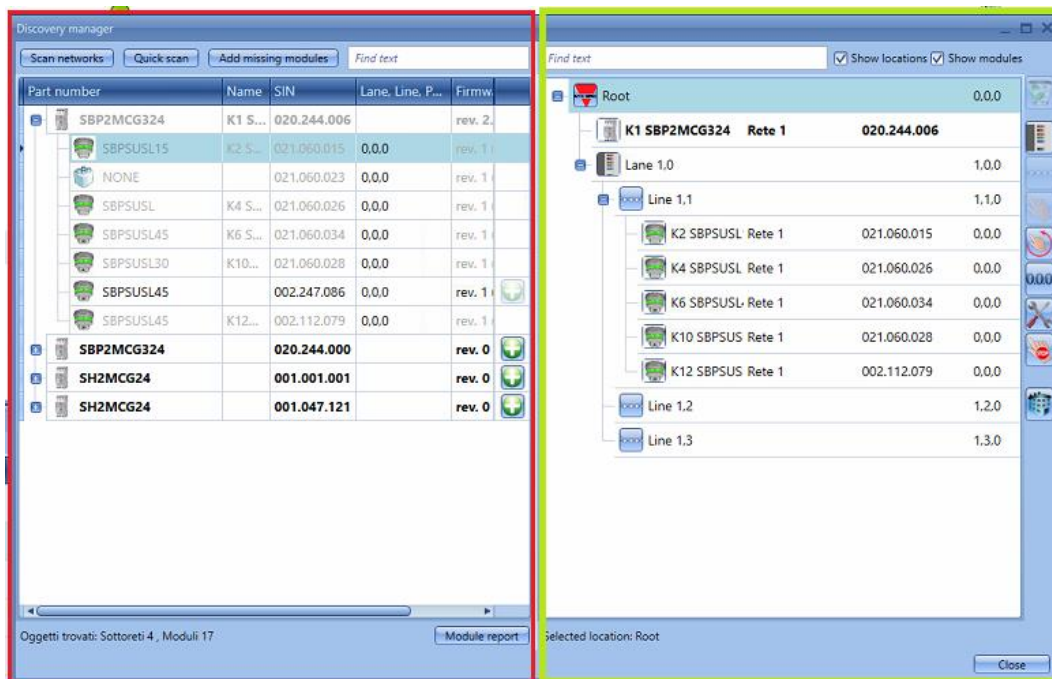 Discovery manager
Scan networks Quick scan Add missing modules Find text
Part number Name SIN Lane, Line, P... Firmw.
SBP2MCG324 K1 S... 020.244.006 rev. 2.
SBPSUSL15 K2 S... 021.060.015 0,0,0 rev. 1
NONE 021.060.023 0,0,0 rev. 1
SBPSUSL K4 S... 021.060.026 0,0,0 rev. 1
SBPSUSL45 K6 S... 021.060.034 0,0,0 rev. 1
SBPSUSL30 K10... 021.060.028 0,0,0 rev. 1
SBPSUSL45 002.247.086 0,0,0 rev. 1
SBPSUSL45 K12... 002.112.079 0,0,0 rev. 1
SBP2MCG324 020.244.000 rev. 0
SH2MCG24 001.001.001 rev. 0
SH2MCG24 001.047.121 rev. 0
Oggetti trovati: Sottoreti 4 , Moduli 17 Module report
Find text Show locations Show modules
Root 0,0,0
K1 SBP2MCG324 Rete 1 020.244.006
Lane 1,0 1,0,0
Line 1,1 1,1,0
K2 SBPSUSL Rete 1 021.060.015 0,0,0
K4 SBPSUSL Rete 1 021.060.026 0,0,0
K6 SBPSUSL Rete 1 021.060.034 0,0,0
K10 SBPSUS Rete 1 021.060.028 0,0,0
K12 SBPSUS Rete 1 002.112.079 0,0,0
Line 1,2 1,2,0
Line 1,3 1,3,0
000
Selected location: Root
Close